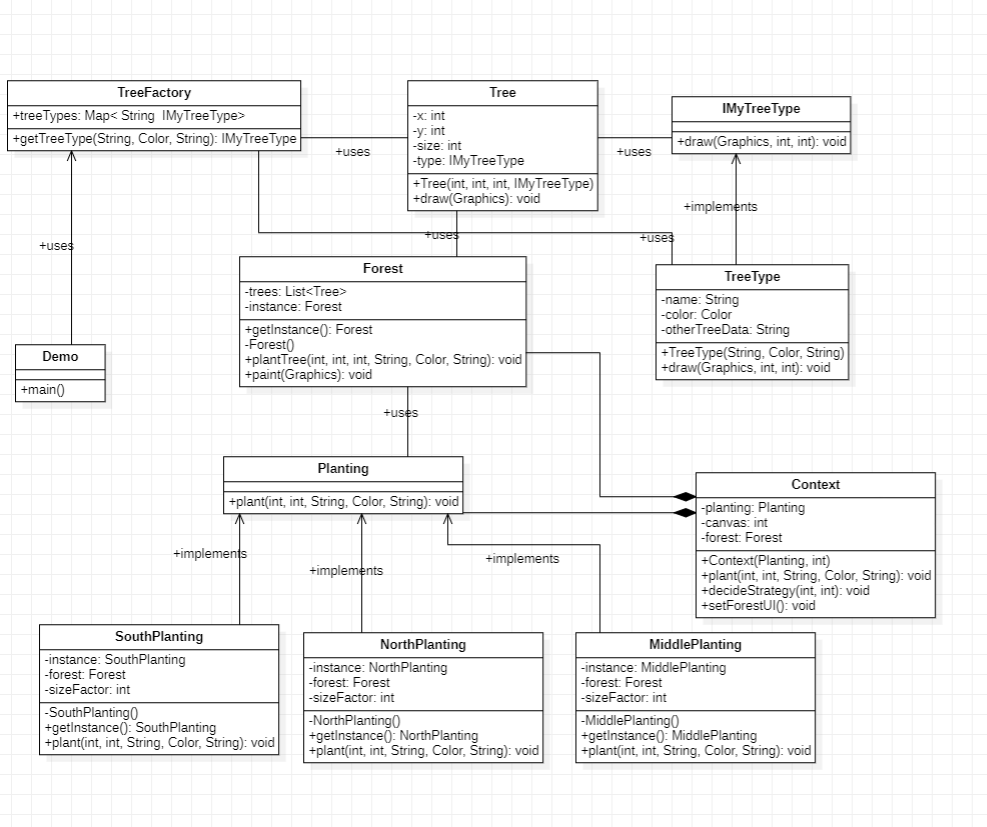 TreeFactory
+treeTypes: Map< String  IMyTreeType>
+getTreeType(String, Color, String): IMyTreeType
Tree
-x: int
-y: int
-size: int
-type: IMyTreeType
+Tree(int, int, int, IMyTreeType)
+draw(Graphics): void
IMyTreeType
+draw(Graphics, int, int): void
+uses
+uses
+implements
+uses
+uses
+uses
Forest
-trees: List<Tree>
-instance: Forest
+getInstance(): Forest
-Forest()
+plantTree(int, int, int, String, Color, String): void
+paint(Graphics): void
TreeType
-name: String
-color: Color
-otherTreeData: String
+TreeType(String, Color, String)
+draw(Graphics, int, int): void
Demo
+main()
+uses
Planting
+plant(int, int, String, Color, String): void
Context
-planting: Planting
-canvas: int
-forest: Forest
+Context(Planting, int)
+plant(int, int, String, Color, String): void
+decideStrategy(int, int): void
+setForestUI(): void
+implements
+implements
+implements
SouthPlanting
-instance: SouthPlanting
-forest: Forest
-sizeFactor: int
-SouthPlanting()
+getInstance(): SouthPlanting
+plant(int, int, String, Color, String): void
NorthPlanting
-instance: NorthPlanting
-forest: Forest
-sizeFactor: int
-NorthPlanting()
+getInstance(): NorthPlanting
+plant(int, int, String, Color, String): void
MiddlePlanting
-instance: MiddlePlanting
-forest: Forest
-sizeFactor: int
-MiddlePlanting()
+getInstance(): MiddlePlanting
+plant(int, int, String, Color, String): void